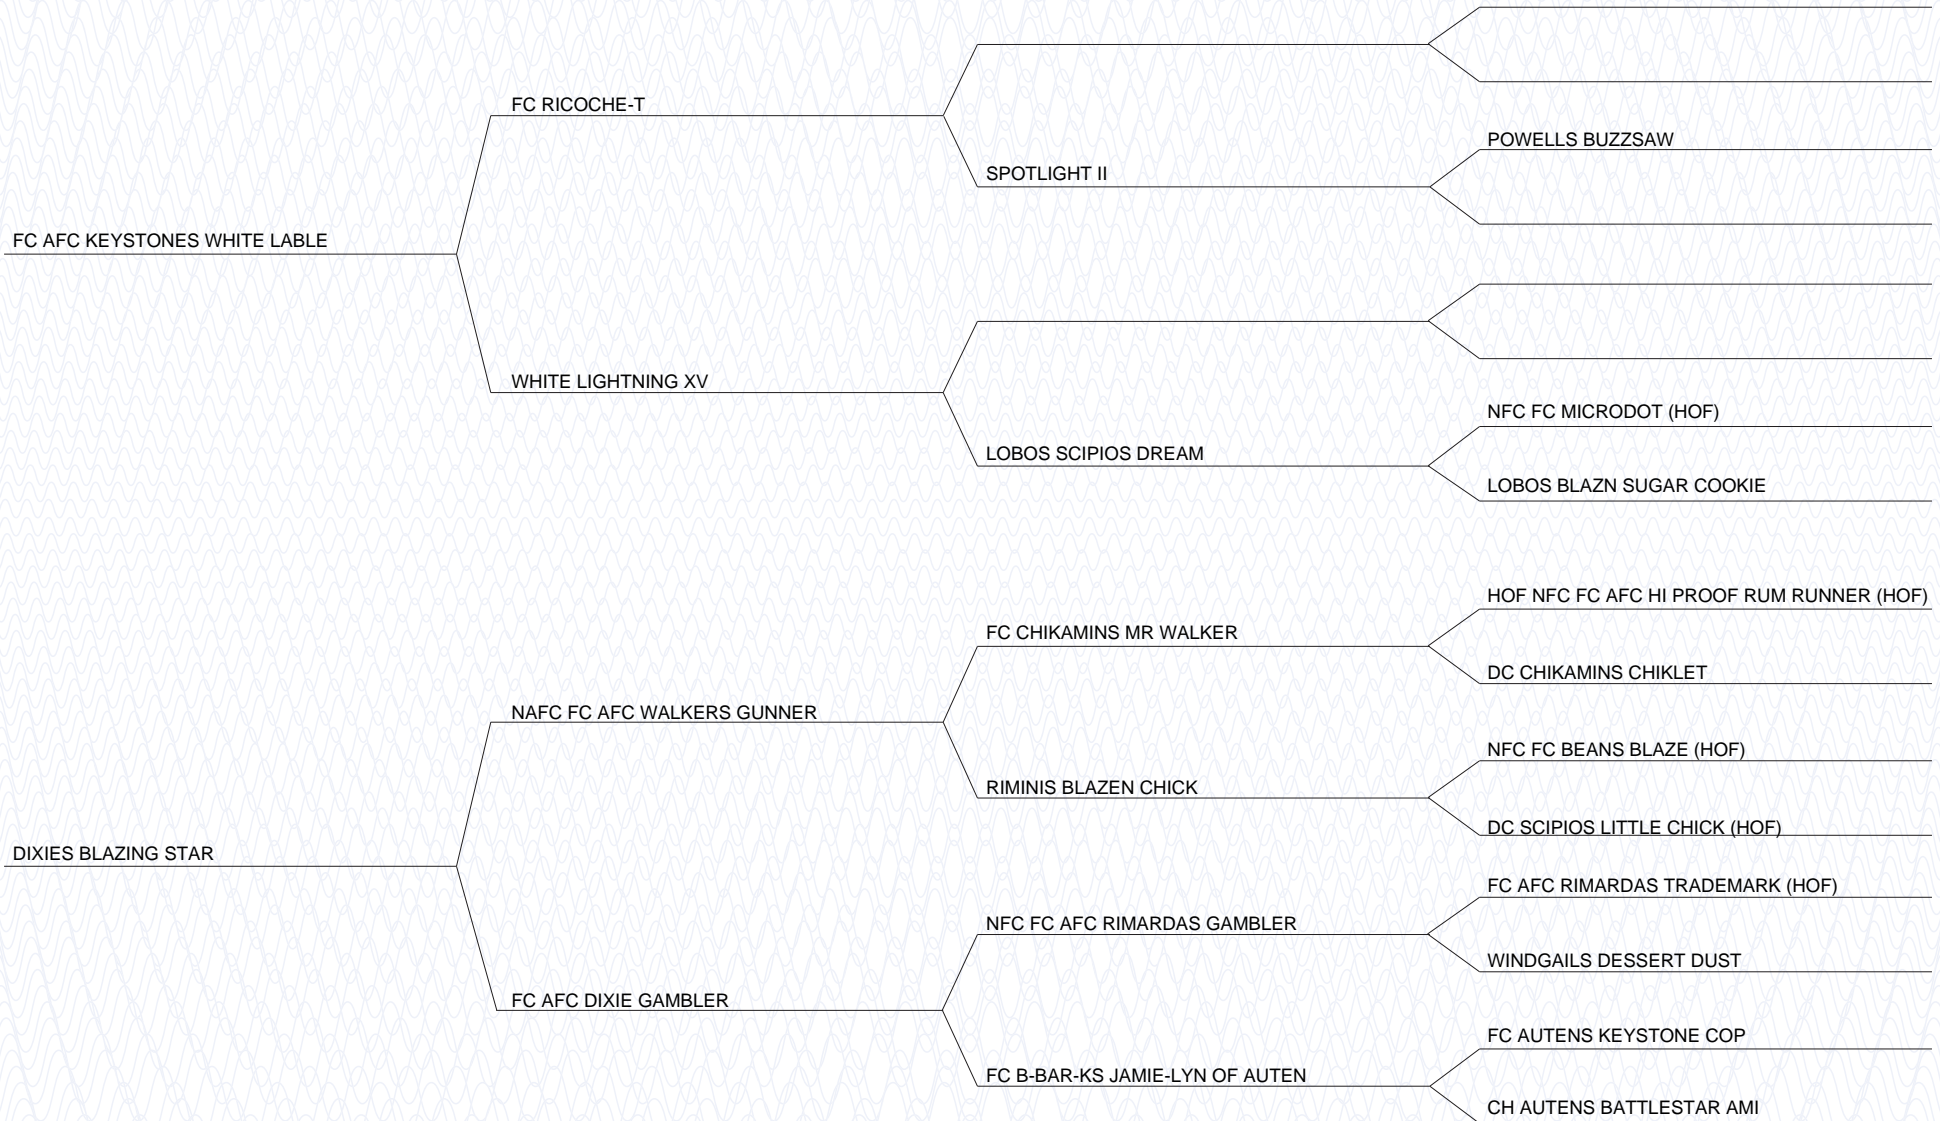 FC RICOCHE-T
POWELLS BUZZSAW
SPOTLIGHT II
FC AFC KEYSTONES WHITE LABLE
WHITE LIGHTNING XV
NFC FC MICRODOT (HOF)
LOBOS SCIPIOS DREAM
LOBOS BLAZN SUGAR COOKIE
HOF NFC FC AFC HI PROOF RUM RUNNER (HOF)
FC CHIKAMINS MR WALKER
DC CHIKAMINS CHIKLET
NAFC FC AFC WALKERS GUNNER
NFC FC BEANS BLAZE (HOF)
RIMINIS BLAZEN CHICK
DC SCIPIOS LITTLE CHICK (HOF)
DIXIES BLAZING STAR
FC AFC RIMARDAS TRADEMARK (HOF)
NFC FC AFC RIMARDAS GAMBLER
WINDGAILS DESSERT DUST
FC AFC DIXIE GAMBLER
FC AUTENS KEYSTONE COP
FC B-BAR-KS JAMIE-LYN OF AUTEN
CH AUTENS BATTLESTAR AMI